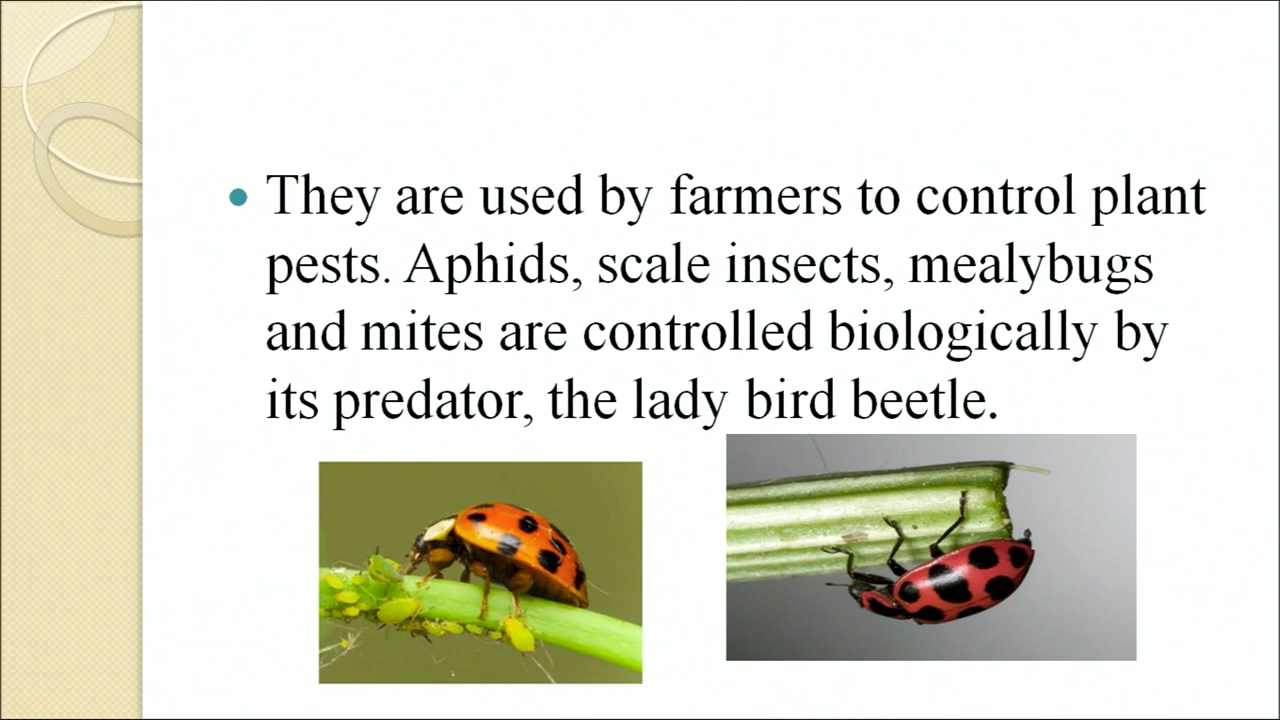 They are used by farmers to control plant
pests. Aphids, scale insects, mealybugs
and mites are controlled biologically by
its predator, the lady bird beetle.